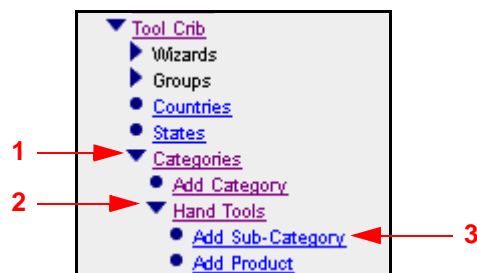 Tool Crib
Wizards
Groups
Countries
States
1 Categories
Add Category
2 Hand Tools
Add Sub-Category 3
Add Product